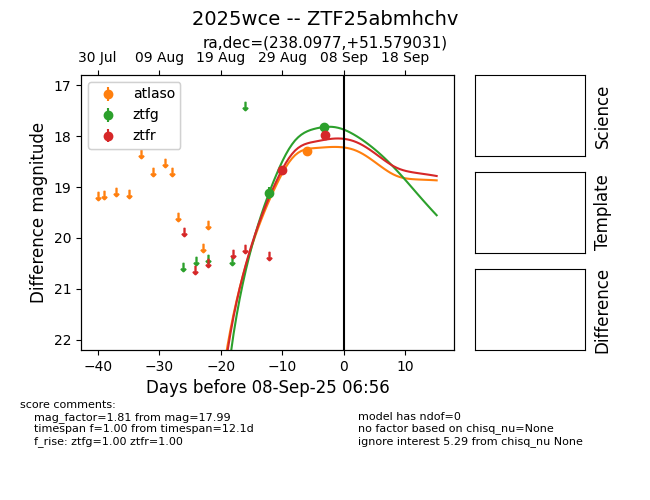 2025wce -- ZTF25abmhchv
ra,dec=(238.0977,+51.579031)
30 Jul 09 Aug 19 Aug 29 Aug 08 Sep 18 Sep
atlaso
ztfg
ztfr
17
18
19
20
21
22
Difference magnitude
−40 −30 −20 −10 0 10
Days before 08-Sep-25 06:56
Science
Template
Difference
score comments:
mag_factor=1.81 from mag=17.99
timespan f=1.00 from timespan=12.1d
f_rise: ztfg=1.00 ztfr=1.00
model has ndof=0
no factor based on chisq_nu=None
ignore interest 5.29 from chisq_nu None